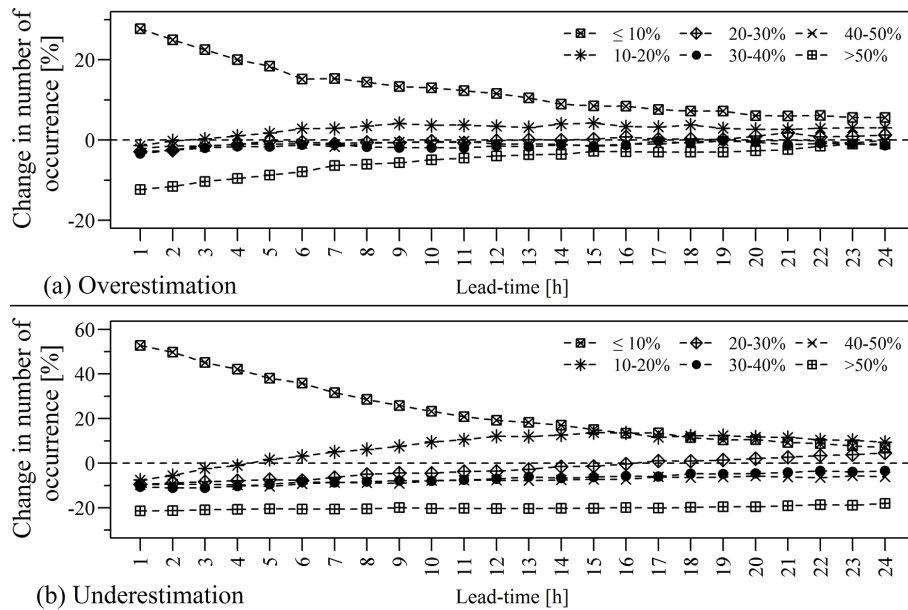 Change in number of
occurrence [%]
20
0
-20
≤ 10%
10-20%
20-30%
30-40%
40-50%
>50%
1 2 3 4 5 6 7 8 9 10 11 12 13 14 15 16 17 18 19 20 21 22 23 24
(a) Overestimation
Lead-time [h]
Change in number of
occurrence [%]
60
40
20
0
-20
≤ 10%
10-20%
20-30%
30-40%
40-50%
>50%
1 2 3 4 5 6 7 8 9 10 11 12 13 14 15 16 17 18 19 20 21 22 23 24
(b) Underestimation
Lead-time [h]